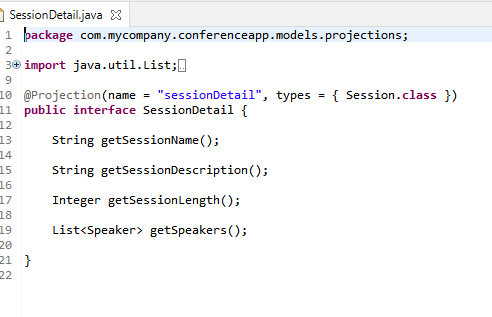 SessionDetail.java
1 package com.mycompany.conferenceapp.models.projections;
2
3 import java.util.List;
9
10 @Projection(name = "sessionDetail", types = { Session.class })
11 public interface SessionDetail {
12
13 String getSessionName();
14
15 String getSessionDescription();
16
17 Integer getSessionLength();
18
19 List<Speaker> getSpeakers();
20
21 }
22